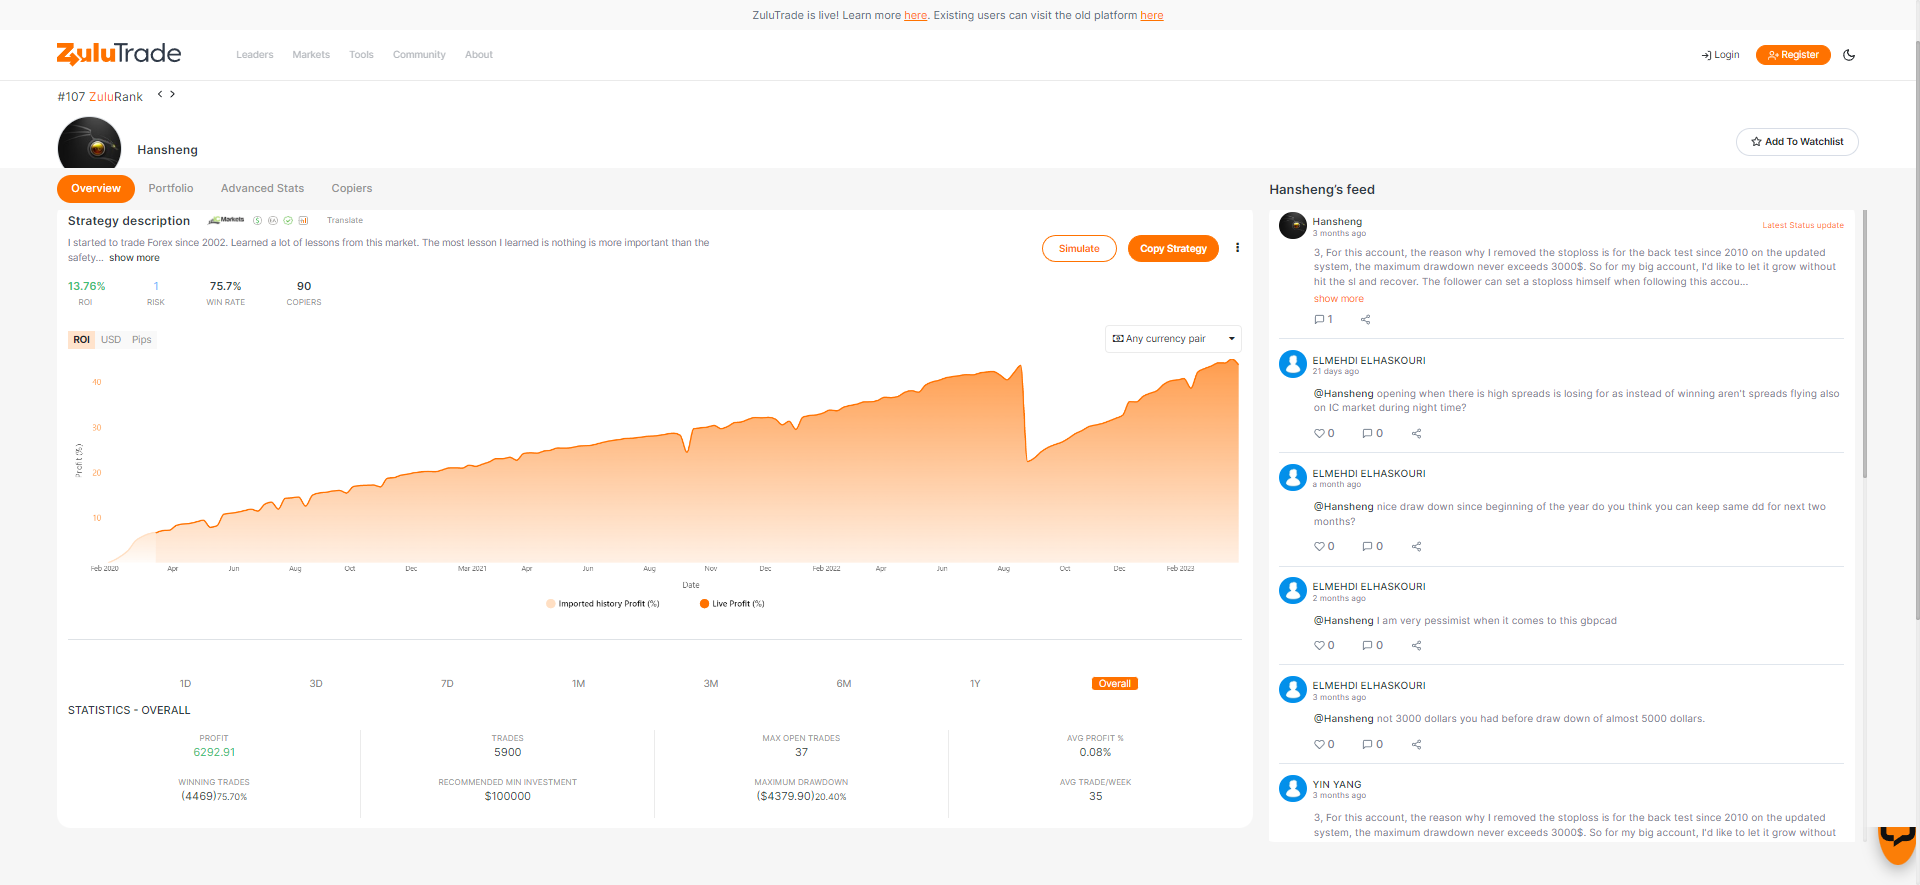 ZuluTrade is live! Learn more here. Existing users can visit the old platform here
ZuluTrade
Leaders
Markets
Tools
Community
About
Login
Register
#107 ZuluRank
< >
Hansheng
Add To Watchlist
Overview
Portfolio
Advanced Stats
Copiers
Strategy description
Markets
Translate
I started to trade Forex since 2002. Learned a lot of lessons from this market. The most lesson I learned is nothing is more important than the
safety... show more
Simulate
Copy Strategy
13.76%
ROI
1
RISK
75.7%
WIN RATE
90
COPIERS
ROI
USD
Pips
Any currency pair
Profit (%)
40
30
20
10
Feb 2020
Apr
Jun
Aug
Oct
Dec
Mar 2021
Apr
Jun
Aug
Nov
Dec
Feb 2022
Apr
Jun
Aug
Oct
Dec
Feb 2023
Date
Imported history Profit (%)
Live Profit (%)
1D
3D
7D
1M
3M
6M
1Y
Overall
STATISTICS - OVERALL
PROFIT
6292.91
TRADES
5900
MAX OPEN TRADES
37
AVG PROFIT %
0.08%
WINNING TRADES
(4469)75.70%
RECOMMENDED MIN INVESTMENT
$100000
MAXIMUM DRAWDOWN
($4379.90)20.40%
AVG TRADE/WEEK
35
Hansheng's feed
Hansheng
3 months ago
Latest Status update
3, For this account, the reason why I removed the stoploss is for the back test since 2010 on the updated
system, the maximum drawdown never exceeds 3000$. So for my big account, I'd like to let it grow without
hit the sl and recover. The follower can set a stoploss himself when following this accou...
show more
1
ELMEHDI ELHASKOURI
21 days ago
@Hansheng opening when there is high spreads is losing for as instead of winning aren't spreads flying also
on IC market during night time?
0
0
ELMEHDI ELHASKOURI
a month ago
@Hansheng nice draw down since beginning of the year do you think you can keep same dd for next two
months?
0
0
ELMEHDI ELHASKOURI
2 months ago
@Hansheng I am very pessimist when it comes to this gbpcad
0
0
ELMEHDI ELHASKOURI
3 months ago
@Hansheng not 3000 dollars you had before draw down of almost 5000 dollars.
0
0
YIN YANG
3 months ago
3, For this account, the reason why I removed the stoploss is for the back test since 2010 on the updated
system, the maximum drawdown never exceeds 3000$. So for my big account, I'd like to let it grow without